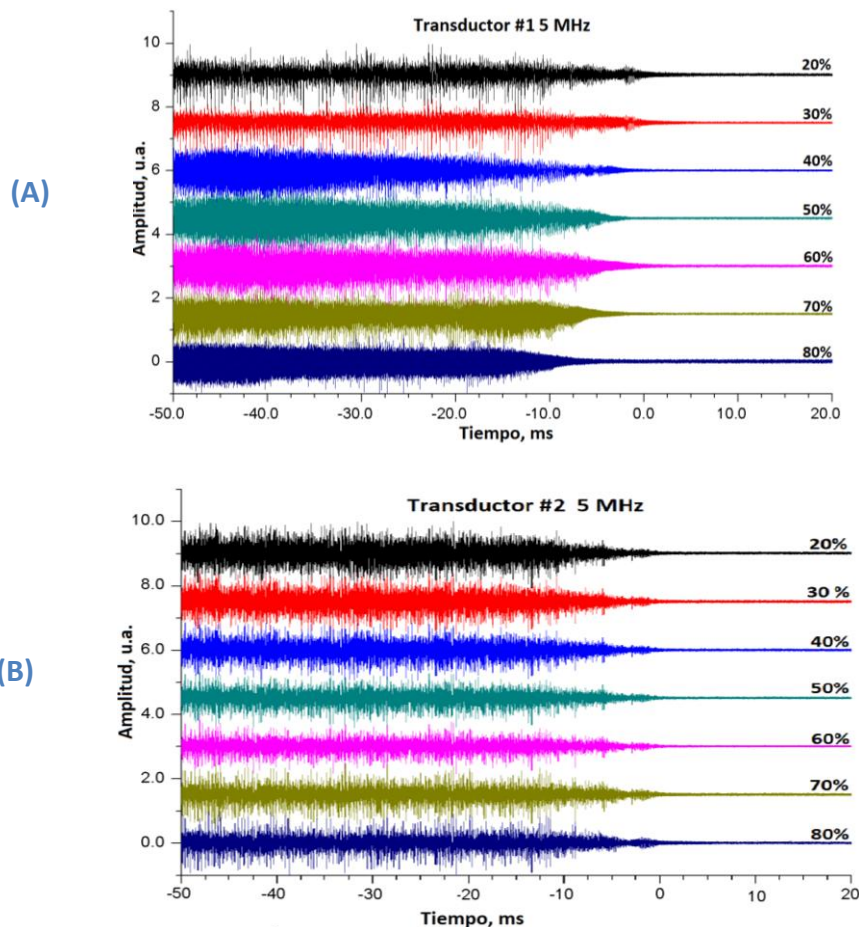 Transductor #1 5 MHz
(A)
Amplitud, u.a.
10
8
6
4
2
0
20%
30%
40%
50%
60%
70%
80%
-50.0 -40.0 -30.0 -20.0 -10.0 0.0 10.0 20.0
Tiempo, ms
Transductor #2 5 MHz
(B)
Amplitud, u.a.
10.0
8.0
6.0
4.0
2.0
0.0
20%
30 %
40%
50%
60%
70%
80%
-50 -40 -30 -20 -10 0 10 20
Tiempo, ms